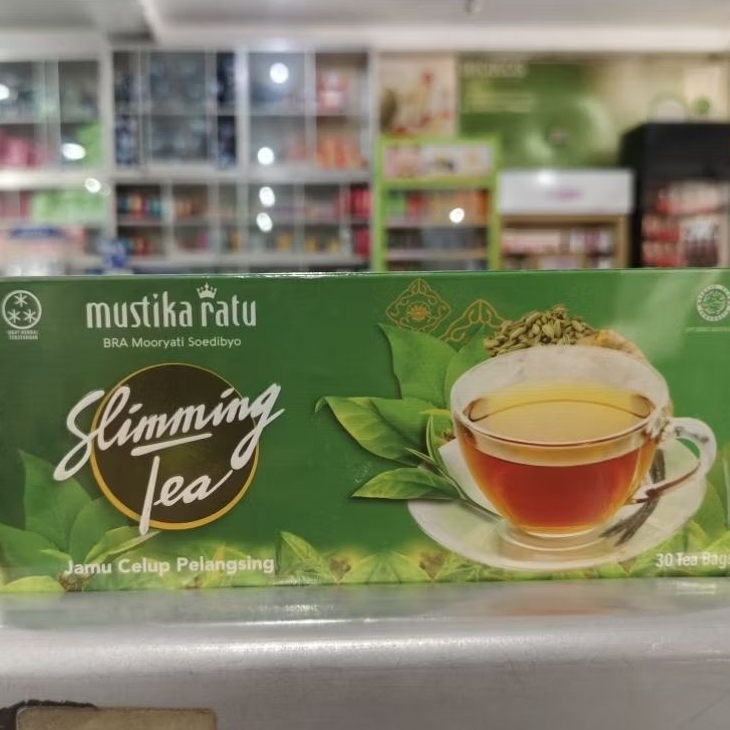 mustika ratu
BRA Mooryati Soedibyo
Slimming
Tea
Jamu Celup Pelangsing
30 Tea Bags